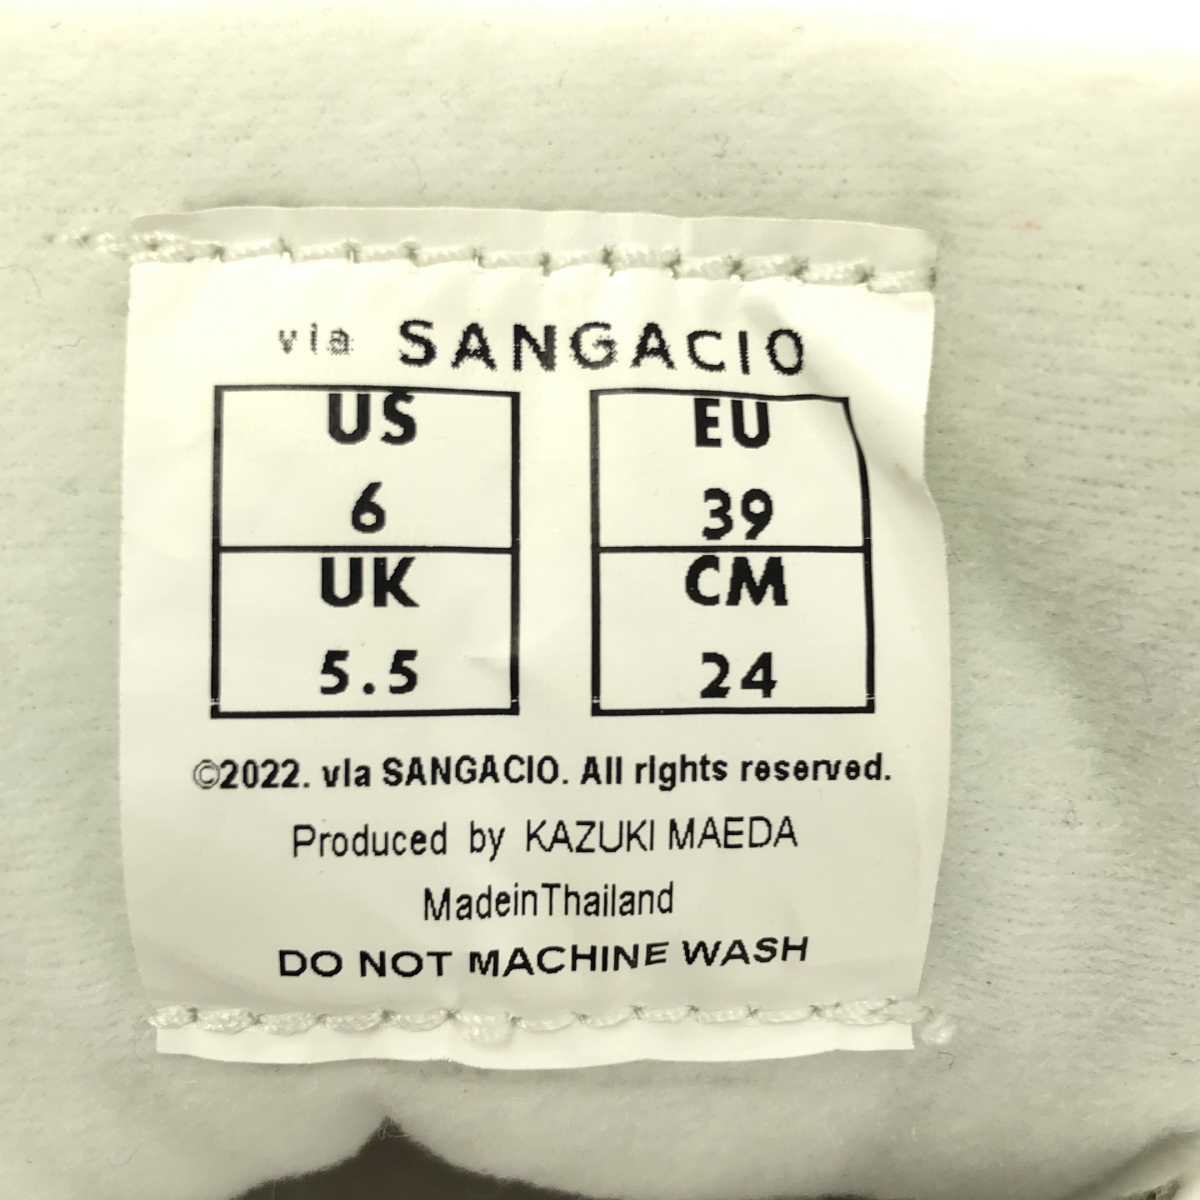 via SANGACIO
US EU
6 39
UK CM
5.5 24
©2022. via SANGACIO. All rights reserved.
Produced by KAZUKI MAEDA
MadeinThailand
DO NOT MACHINE WASH